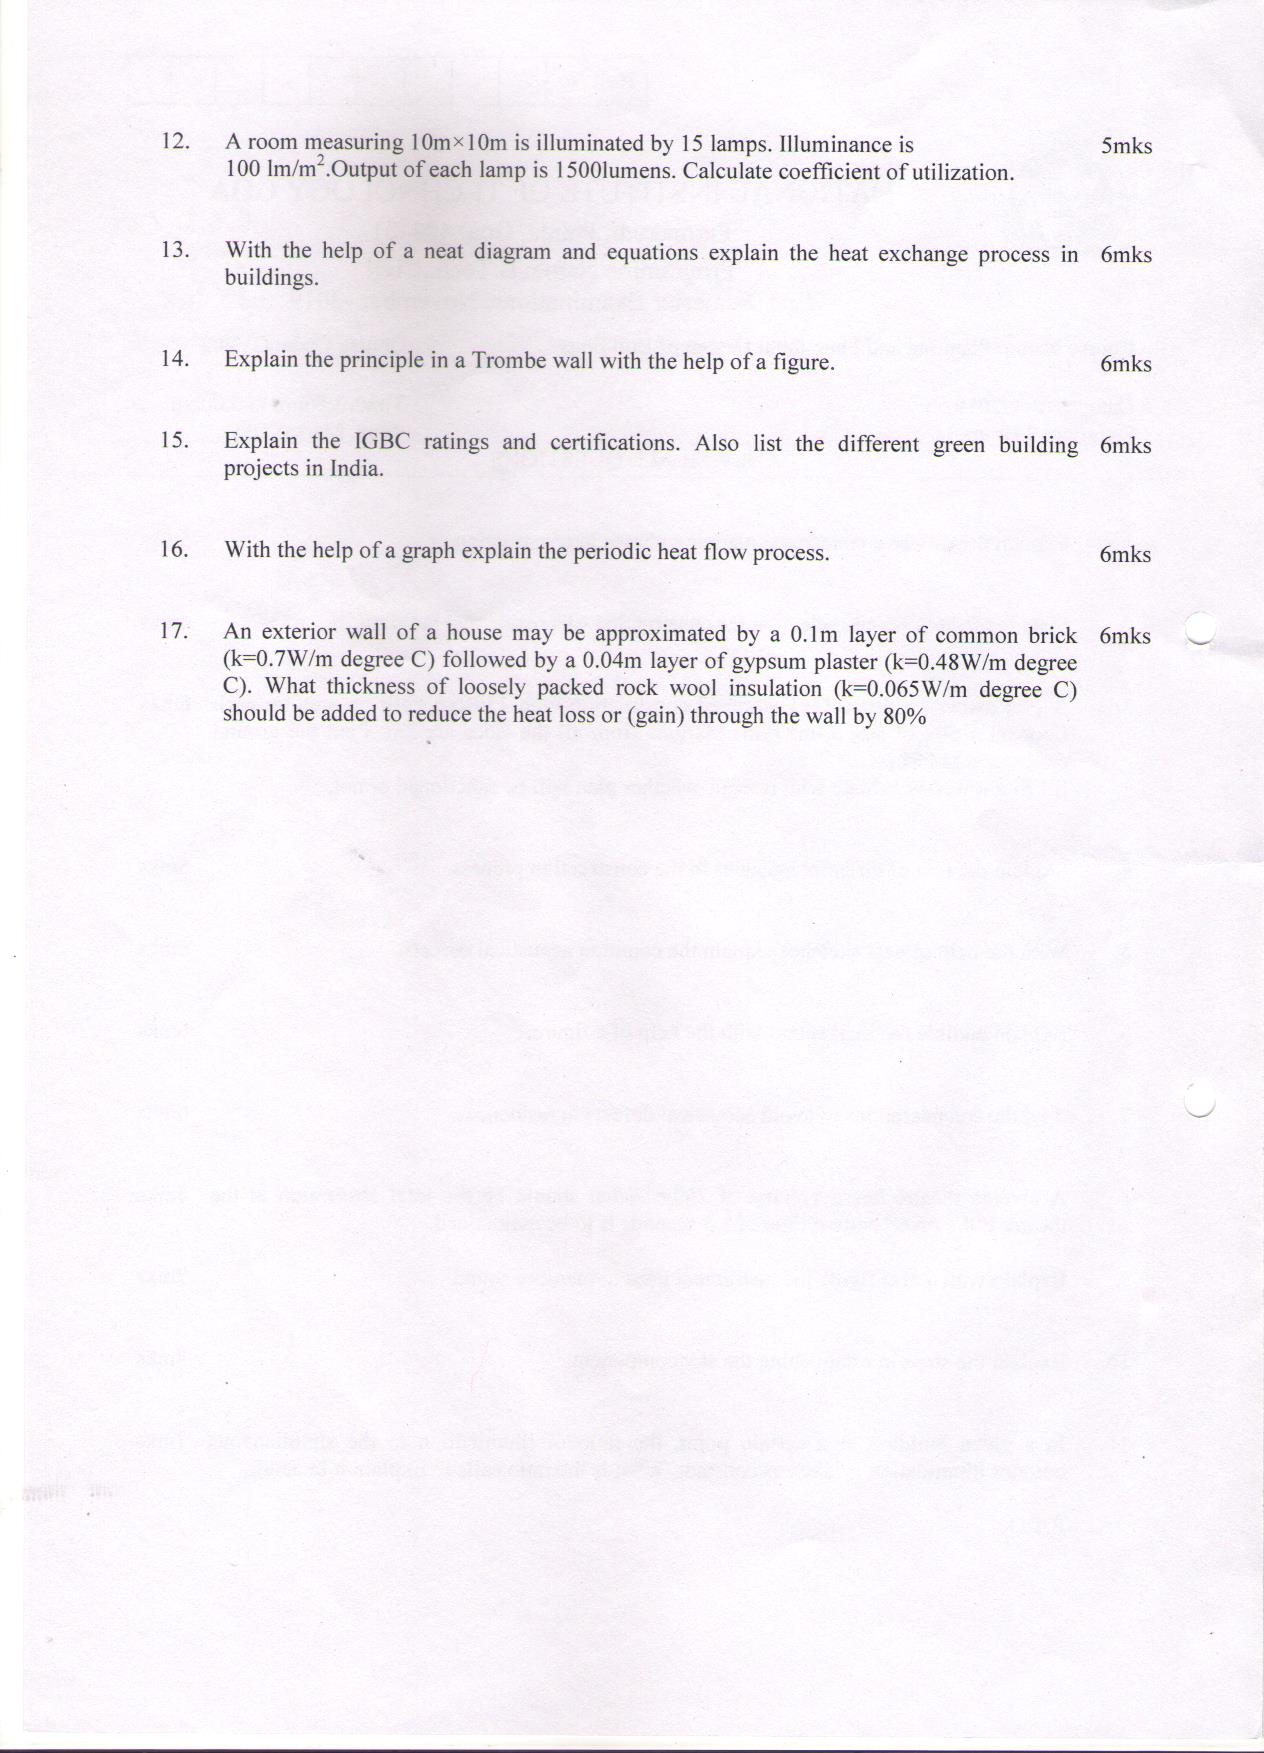 12. A room measuring 10m×10m is illuminated by 15 lamps. Illuminance is 5mks
100 lm/m².Output of each lamp is 1500lumens. Calculate coefficient of utilization.
13. With the help of a neat diagram and equations explain the heat exchange process in 6mks
buildings.
14. Explain the principle in a Trombe wall with the help of a figure. 6mks
15. Explain the IGBC ratings and certifications. Also list the different green building 6mks
projects in India.
16. With the help of a graph explain the periodic heat flow process. 6mks
17. An exterior wall of a house may be approximated by a 0.1m layer of common brick 6mks
(k=0.7W/m degree C) followed by a 0.04m layer of gypsum plaster (k=0.48W/m degree
C). What thickness of loosely packed rock wool insulation (k=0.065W/m degree C)
should be added to reduce the heat loss or (gain) through the wall by 80%